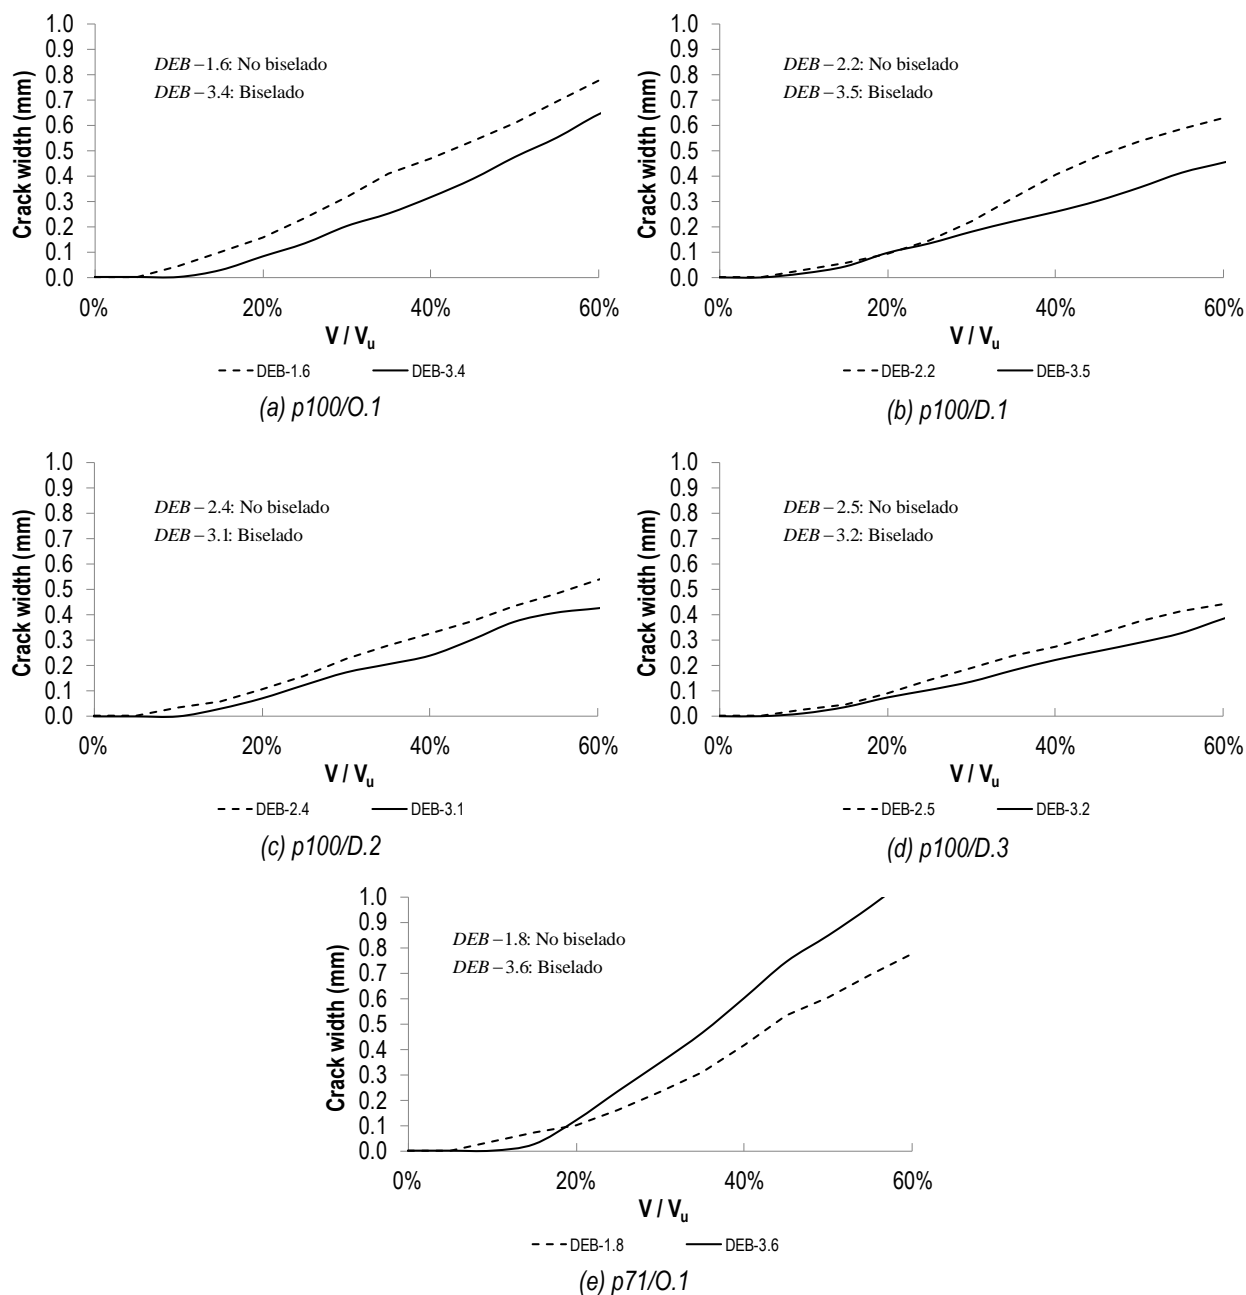 1.0
0.9
0.8
0.7
0.6
0.5
0.4
0.3
0.2
0.1
0.0
Crack width (mm)
DEB – 1.6: No biselado
DEB – 3.4: Biselado
0% 20% 40% 60%
V / Vu
DEB-1.6 DEB-3.4
(a) p100/O.1
1.0
0.9
0.8
0.7
0.6
0.5
0.4
0.3
0.2
0.1
0.0
Crack width (mm)
DEB – 2.2: No biselado
DEB – 3.5: Biselado
0% 20% 40% 60%
V / Vu
DEB-2.2 DEB-3.5
(b) p100/D.1
1.0
0.9
0.8
0.7
0.6
0.5
0.4
0.3
0.2
0.1
0.0
Crack width (mm)
DEB – 2.4: No biselado
DEB – 3.1: Biselado
0% 20% 40% 60%
V / Vu
DEB-2.4 DEB-3.1
(c) p100/D.2
1.0
0.9
0.8
0.7
0.6
0.5
0.4
0.3
0.2
0.1
0.0
Crack width (mm)
DEB – 2.5: No biselado
DEB – 3.2: Biselado
0% 20% 40% 60%
V / Vu
DEB-2.5 DEB-3.2
(d) p100/D.3
1.0
0.9
0.8
0.7
0.6
0.5
0.4
0.3
0.2
0.1
0.0
Crack width (mm)
DEB – 1.8: No biselado
DEB – 3.6: Biselado
0% 20% 40% 60%
V / Vu
DEB-1.8 DEB-3.6
(e) p71/O.1